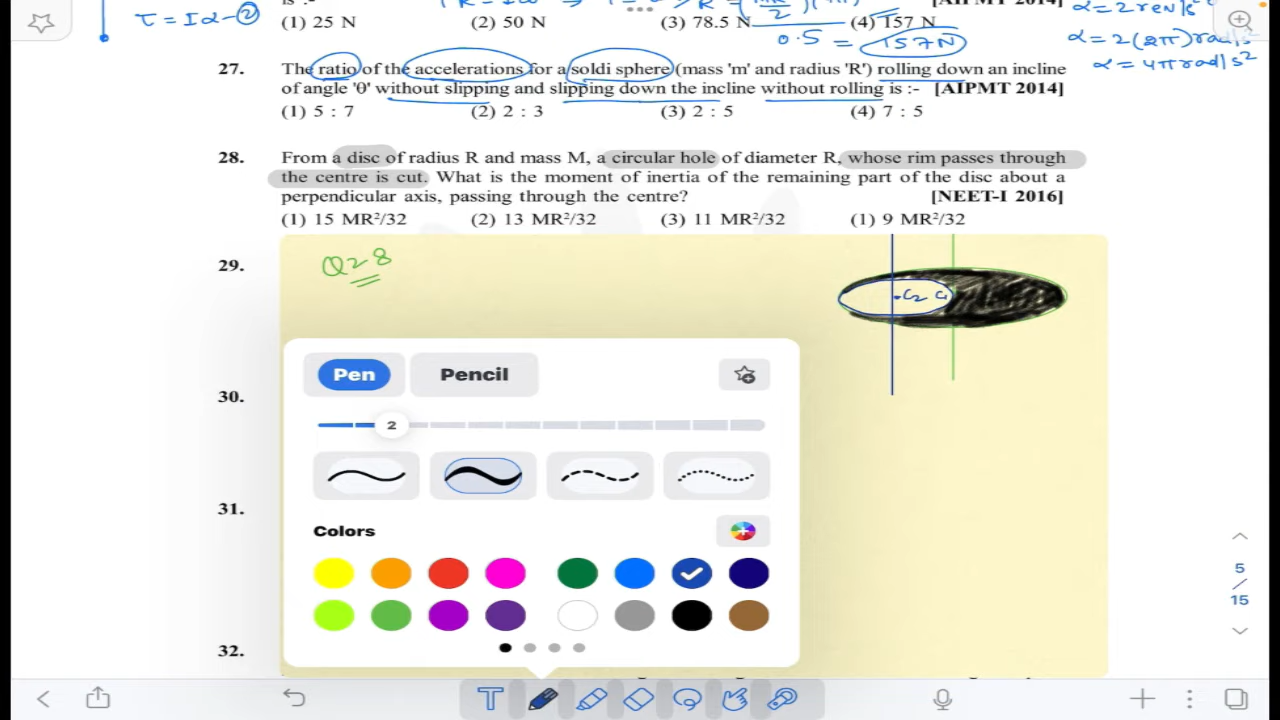 τ = Iα - ②
is :-
(1) 25 N (2) 50 N (3) 78.5 N (4) 157 N
[AIPMT 2014]
0.5 = 157N
α = 2(2π) rad/s²
α = 4π rad/s²
27. The ratio of the accelerations for a soldi sphere (mass 'm' and radius 'R') rolling down an incline
of angle 'θ' without slipping and slipping down the incline without rolling is :- [AIPMT 2014]
(1) 5 : 7 (2) 2 : 3 (3) 2 : 5 (4) 7 : 5
28. From a disc of radius R and mass M, a circular hole of diameter R, whose rim passes through
the centre is cut. What is the moment of inertia of the remaining part of the disc about a
perpendicular axis, passing through the centre? [NEET-I 2016]
(1) 15 MR²/32 (2) 13 MR²/32 (3) 11 MR²/32 (1) 9 MR²/32
29.
Q28
C₂ C₁
Pen Pencil
2
30.
31.
Colors
5
/
15
32.
T